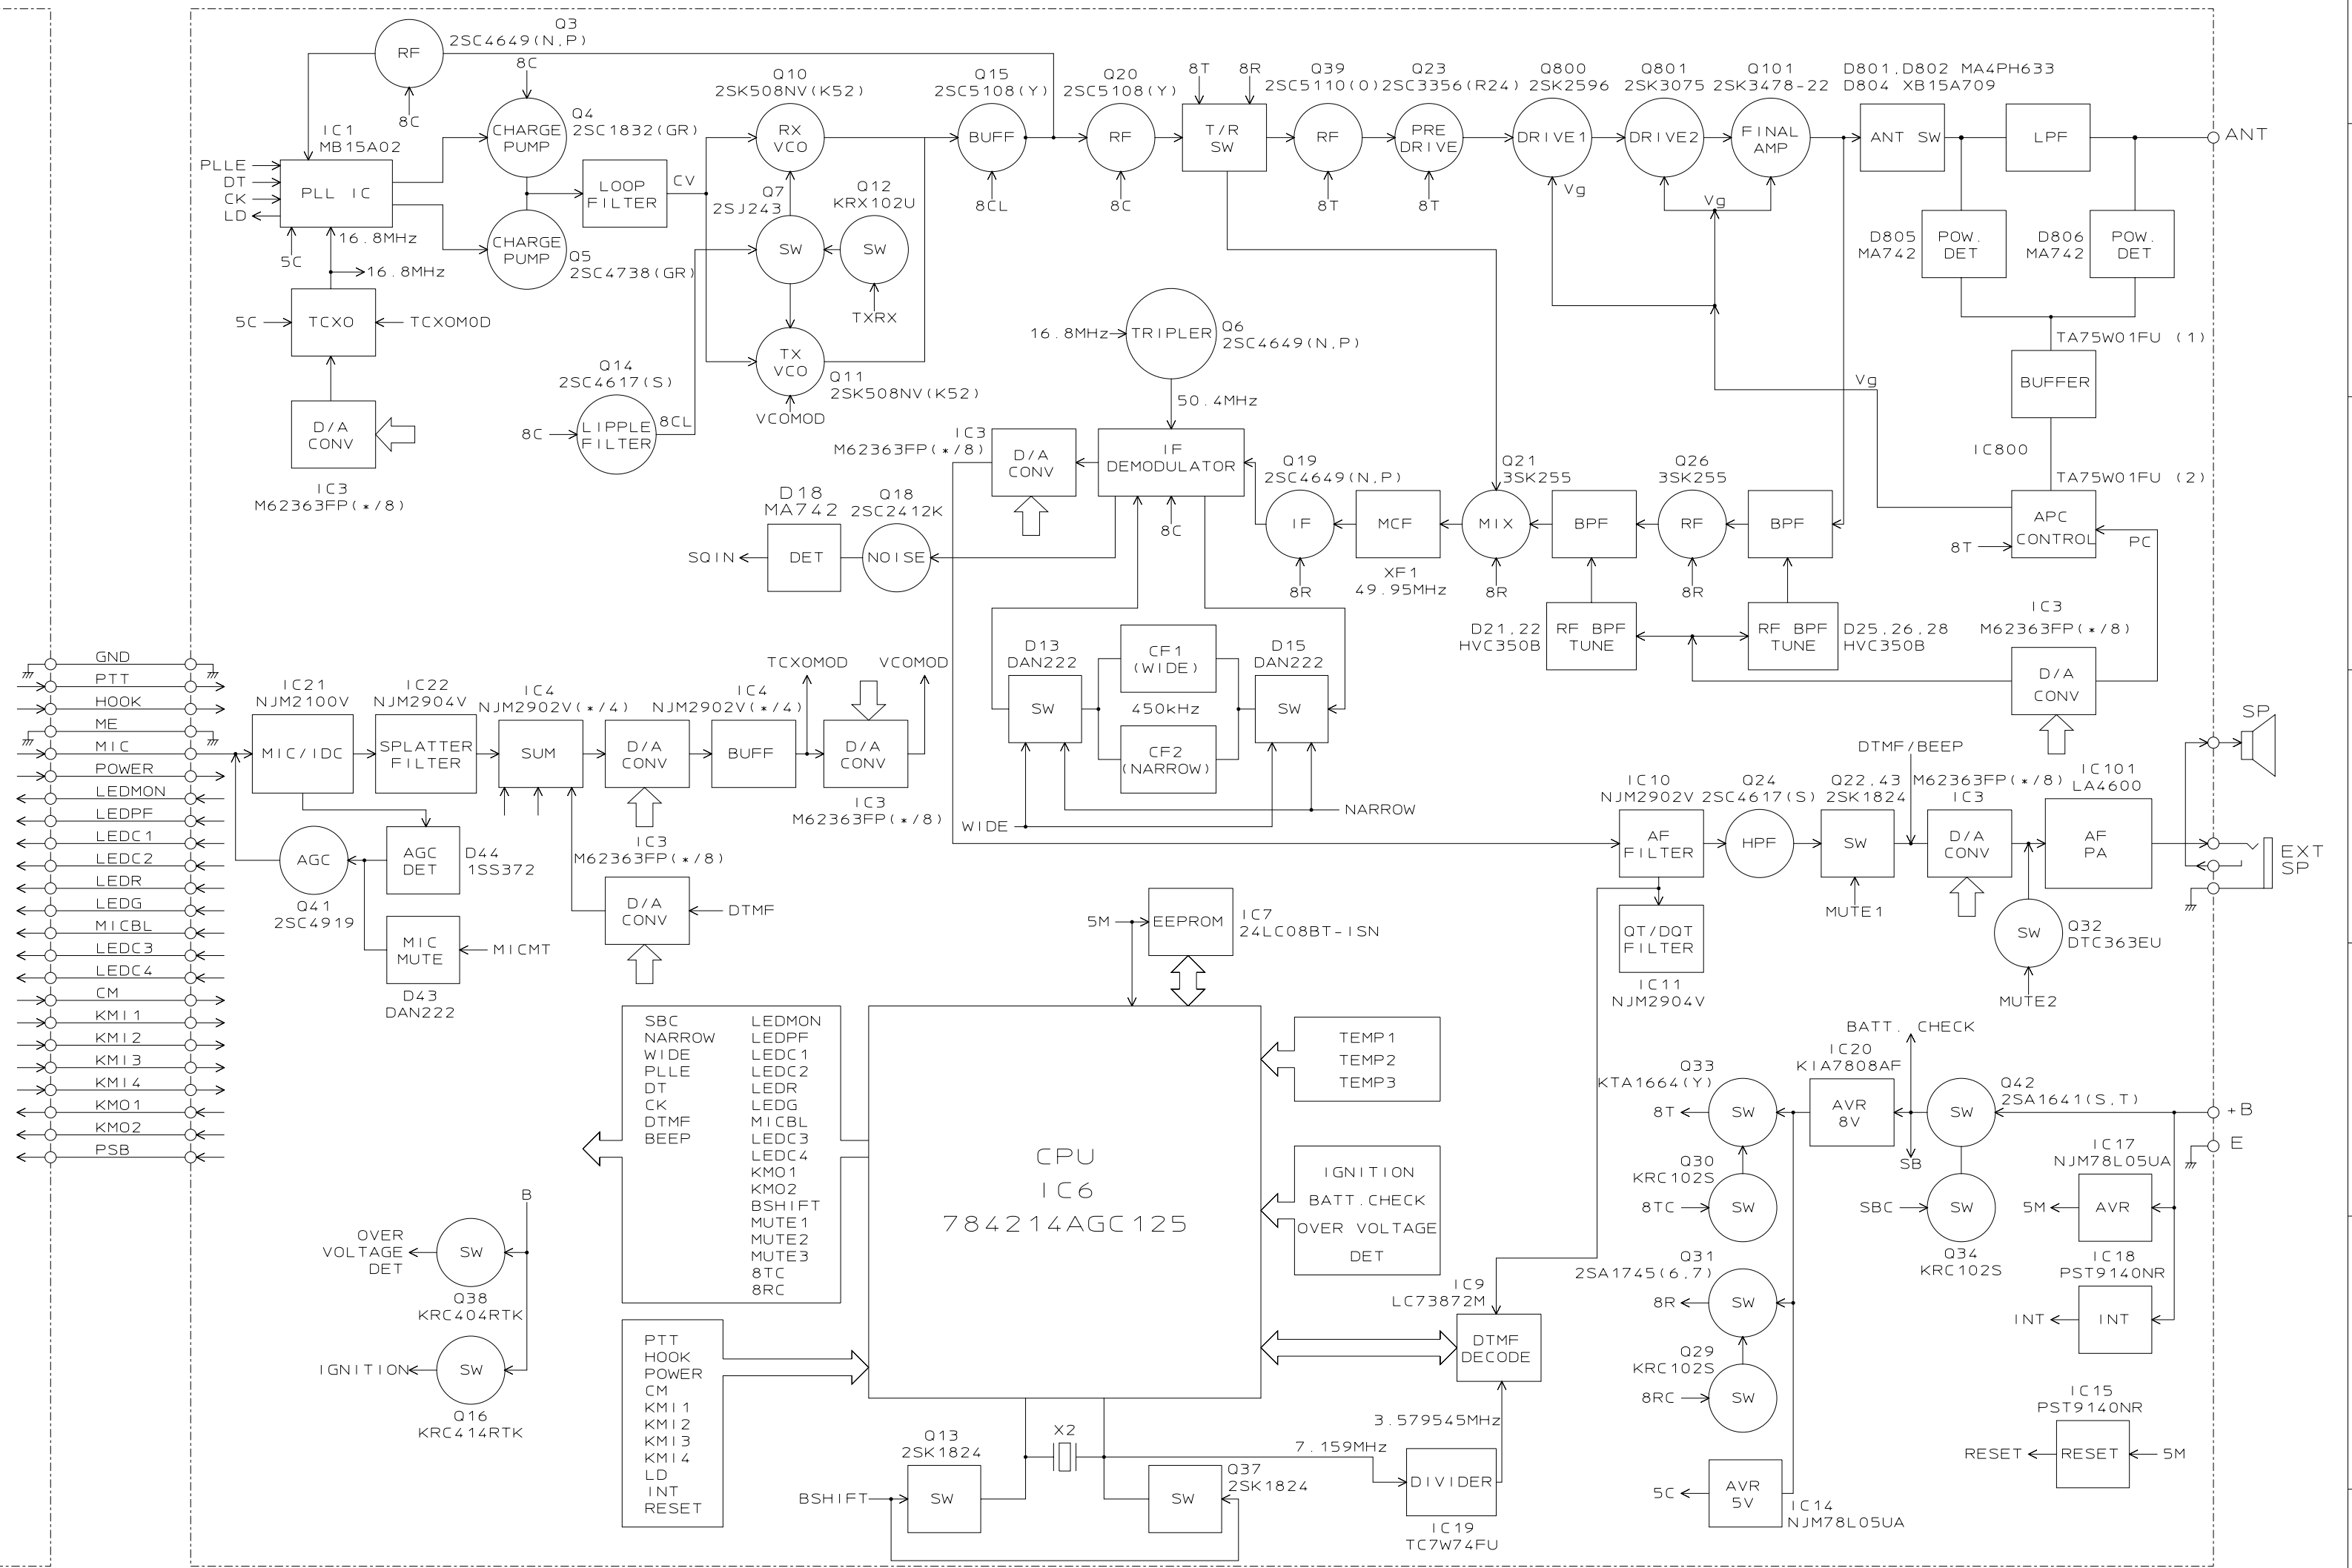 Q3
2SC4649(N,P)
RF
8C
IC1
MB15A02
PLL IC
PLLE
DT
CK
LD
5C
16.8MHz
16.8MHz
8C
CHARGE
PUMP
Q4
2SC1832(GR)
CHARGE
PUMP
Q5
2SC4738(GR)
LOOP
FILTER
CV
5C
TCXO
TCXOMOD
D/A
CONV
IC3
M62363FP(*/8)
Q10
2SK508NV(K52)
RX
VCO
Q7
2SJ243
SW
Q12
KRX102U
SW
TXRX
TX
VCO
Q11
2SK508NV(K52)
VCOMOD
Q14
2SC4617(S)
8C
LIPPLE
FILTER
8CL
Q15
2SC5108(Y)
BUFF
8CL
Q20
2SC5108(Y)
RF
8C
8T
8R
T/R
SW
Q39
2SC5110(O)
RF
8T
Q23
2SC3356(R24)
PRE
DRIVE
8T
Q800
2SK2596
DRIVE1
Vg
Q801
2SK3075
DRIVE2
Vg
Q101
2SK3478-22
FINAL
AMP
D801,D802 MA4PH633
D804 XB15A709
ANT SW
LPF
ANT
D805
MA742
POW.
DET
D806
MA742
POW.
DET
TA75W01FU (1)
BUFFER
IC800
TA75W01FU (2)
APC
CONTROL
8T
PC
Vg
16.8MHz
TRIPLER
Q6
2SC4649(N,P)
50.4MHz
IC3
M62363FP(*/8)
D/A
CONV
IF
DEMODULATOR
8C
Q19
2SC4649(N,P)
IF
8R
MCF
XF1
49.95MHz
Q21
3SK255
MIX
8R
BPF
Q26
3SK255
RF
8R
BPF
D18
MA742
DET
SQIN
Q18
2SC2412K
NOISE
D21,22
HVC350B
RF BPF
TUNE
RF BPF
TUNE
D25,26,28
HVC350B
IC3
M62363FP(*/8)
D/A
CONV
D13
DAN222
SW
CF1
(WIDE)
450kHz
CF2
(NARROW)
D15
DAN222
SW
NARROW
WIDE
GND
PTT
HOOK
ME
MIC
POWER
LEDMON
LEDPF
LEDC1
LEDC2
LEDR
LEDG
MICBL
LEDC3
LEDC4
CM
KMI1
KMI2
KMI3
KMI4
KMO1
KMO2
PSB
IC21
NJM2100V
MIC/IDC
IC22
NJM2904V
SPLATTER
FILTER
IC4
NJM2902V(*/4)
SUM
D/A
CONV
IC3
M62363FP(*/8)
IC4
NJM2902V(*/4)
BUFF
TCXOMOD
VCOMOD
D/A
CONV
IC3
M62363FP(*/8)
AGC
Q41
2SC4919
AGC
DET
D44
1SS372
MIC
MUTE
MICMT
D43
DAN222
D/A
CONV
DTMF
IC10
NJM2902V
AF
FILTER
Q24
2SC4617(S)
HPF
Q22,43
2SK1824
SW
MUTE1
DTMF/BEEP
M62363FP(*/8)
IC3
D/A
CONV
IC101
LA4600
AF
PA
SP
EXT
SP
Q32
DTC363EU
SW
MUTE2
QT/DQT
FILTER
IC11
NJM2904V
5M
EEPROM
IC7
24LC08BT-ISN
CPU
IC6
784214AGC125
SBC
NARROW
WIDE
PLLE
DT
CK
DTMF
BEEP
LEDMON
LEDPF
LEDC1
LEDC2
LEDR
LEDG
MICBL
LEDC3
LEDC4
KMO1
KMO2
BSHIFT
MUTE1
MUTE2
MUTE3
8TC
8RC
TEMP1
TEMP2
TEMP3
IGNITION
BATT.CHECK
OVER VOLTAGE
DET
IC9
LC73872M
DTMF
DECODE
3.579545MHz
7.159MHz
DIVIDER
IC19
TC7W74FU
PTT
HOOK
POWER
CM
KMI1
KMI2
KMI3
KMI4
LD
INT
RESET
BSHIFT
Q13
2SK1824
SW
X2
Q37
2SK1824
SW
B
OVER
VOLTAGE
DET
SW
Q38
KRC404RTK
IGNITION
SW
Q16
KRC414RTK
Q33
KTA1664(Y)
8T
SW
Q30
KRC102S
8TC
SW
Q31
2SA1745(6,7)
8R
SW
Q29
KRC102S
8RC
SW
5C
AVR
5V
IC14
NJM78L05UA
BATT. CHECK
IC20
KIA7808AF
AVR
8V
SB
Q42
2SA1641(S,T)
SW
SBC
SW
Q34
KRC102S
+B
E
IC17
NJM78L05UA
5M
AVR
IC18
PST9140NR
INT
INT
IC15
PST9140NR
RESET
RESET
5M